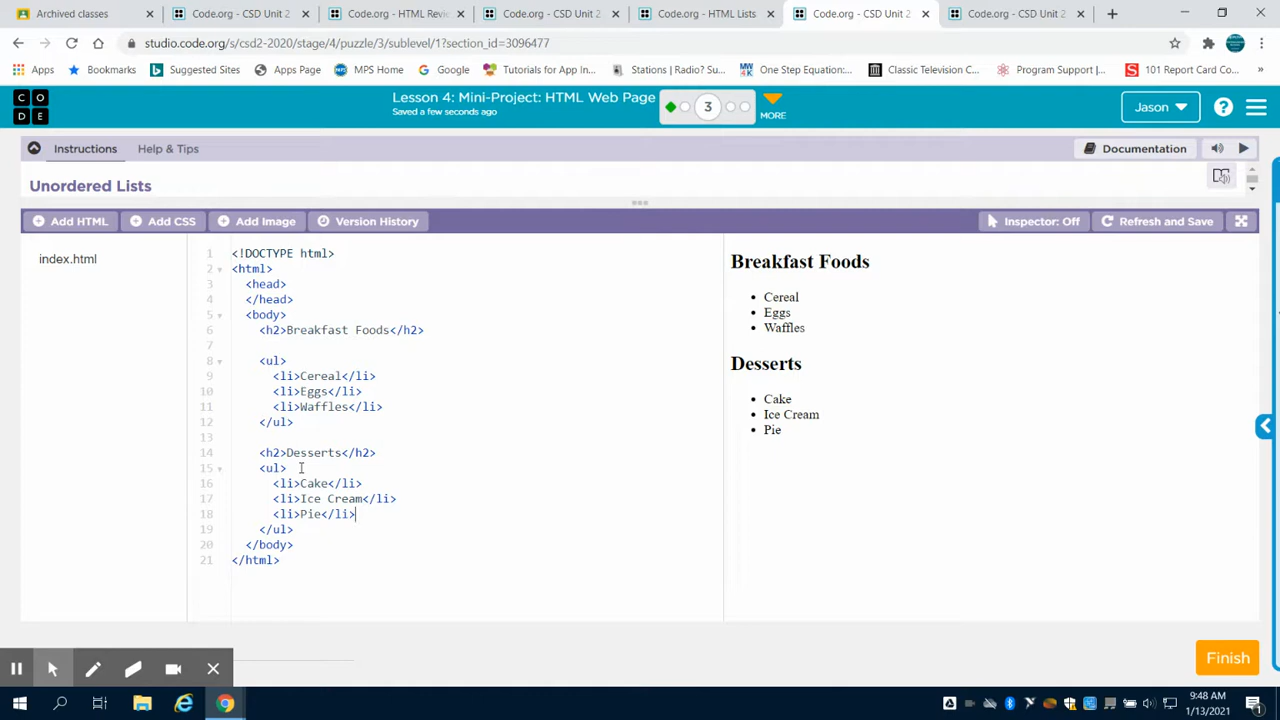 Archived classes
Code.org - CSD Unit 2
Code.org - HTML Revi
Code.org - CSD Unit 2
Code.org - HTML Lists
Code.org - CSD Unit 2
Code.org - CSD Unit 2
studio.code.org/s/csd2-2020/stage/4/puzzle/3/sublevel/1?section_id=3096477
Apps
Bookmarks
Suggested Sites
Apps Page
MPS Home
Google
Tutorials for App In...
Stations | Radio? Su...
One Step Equation:...
Classic Television C...
Program Support |...
101 Report Card Co...
»
C O
D E
Lesson 4: Mini-Project: HTML Web Page
Saved a few seconds ago
3
MORE
Jason
?
Instructions
Help & Tips
Documentation
Unordered Lists
Add HTML
Add CSS
Add Image
Version History
Inspector: Off
Refresh and Save
index.html
1 <!DOCTYPE html>
2 <html>
3 <head>
4 </head>
5 <body>
6 <h2>Breakfast Foods</h2>
7
8 <ul>
9 <li>Cereal</li>
10 <li>Eggs</li>
11 <li>Waffles</li>
12 </ul>
13
14 <h2>Desserts</h2>
15 <ul>
16 <li>Cake</li>
17 <li>Ice Cream</li>
18 <li>Pie</li>
19 </ul>
20 </body>
21 </html>
Breakfast Foods
• Cereal
• Eggs
• Waffles
Desserts
• Cake
• Ice Cream
• Pie
Finish
9:48 AM
1/13/2021
1